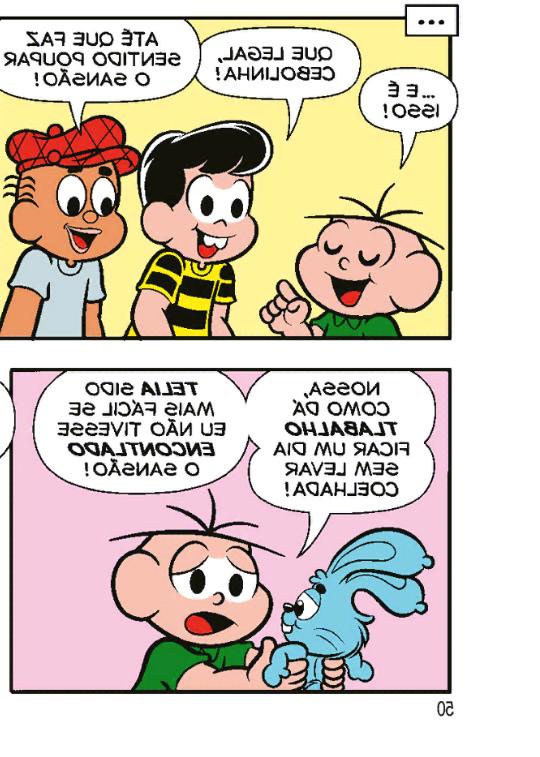 ...
...E É
ISSO!
QUE LEGAL,
CEBOLINHA!
ATÉ QUE FAZ
SENTIDO POUPAR
O SANSÃO!
NOSSA,
COMO DÁ
TLABALHO
FICAR UM DIA
SEM LEVAR
COELHADA!
TELIA SIDO
MAIS FÁCIL SE
EU NÃO TIVESSE
ENCONTLADO
O SANSÃO!
50